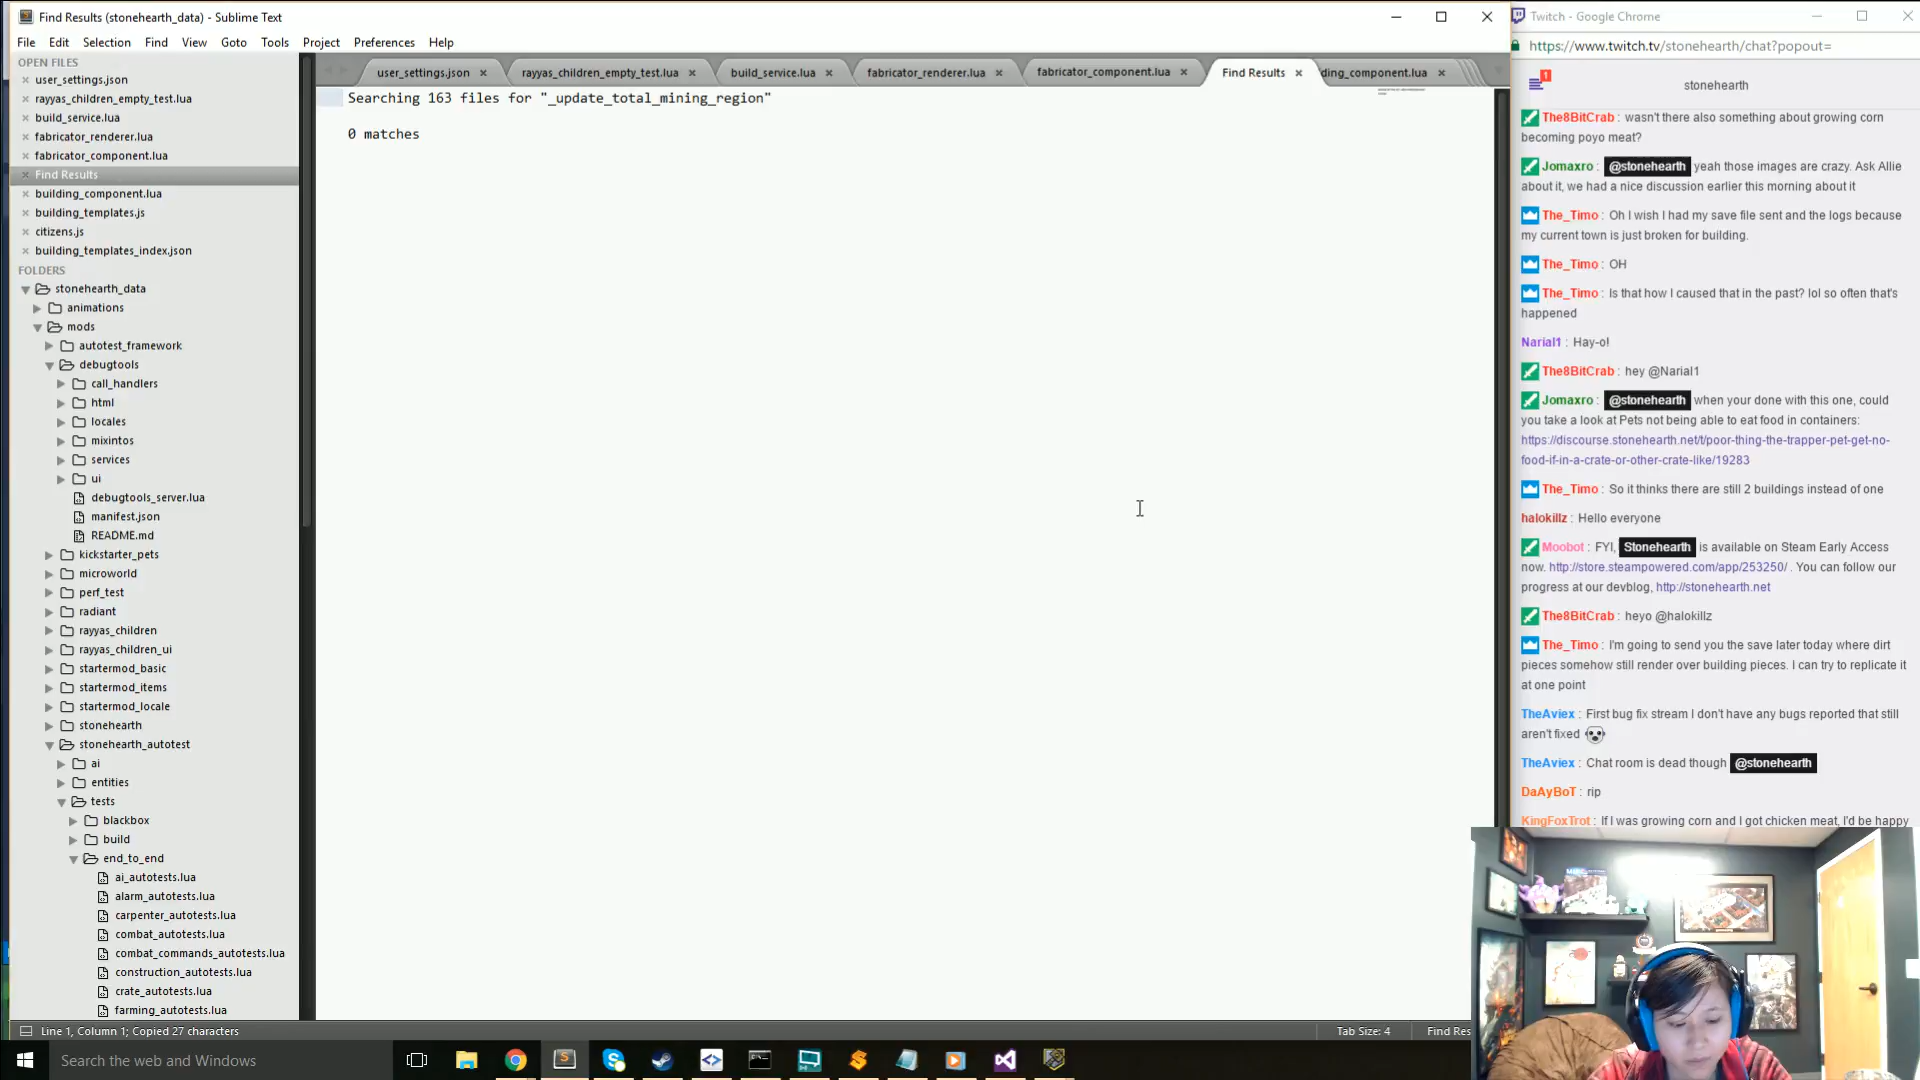 Find Results (stonehearth_data) - Sublime Text
File Edit Selection Find View Goto Tools Project Preferences Help
OPEN FILES
user_settings.json
rayyas_children_empty_test.lua
build_service.lua
fabricator_renderer.lua
fabricator_component.lua
Find Results
building_component.lua
building_templates.js
citizens.js
building_templates_index.json
FOLDERS
stonehearth_data
animations
mods
autotest_framework
debugtools
call_handlers
html
locales
mixintos
services
ui
debugtools_server.lua
manifest.json
README.md
kickstarter_pets
microworld
perf_test
radiant
rayyas_children
rayyas_children_ui
startermod_basic
startermod_items
startermod_locale
stonehearth
stonehearth_autotest
ai
entities
tests
blackbox
build
end_to_end
ai_autotests.lua
alarm_autotests.lua
carpenter_autotests.lua
combat_autotests.lua
combat_commands_autotests.lua
construction_autotests.lua
crate_autotests.lua
farming_autotests.lua
user_settings.json rayyas_children_empty_test.lua build_service.lua fabricator_renderer.lua fabricator_component.lua Find Results ding_component.lua
Searching 163 files for "_update_total_mining_region"
0 matches
Line 1, Column 1; Copied 27 characters
Tab Size: 4
Find Res
Search the web and Windows
Twitch - Google Chrome
https://www.twitch.tv/stonehearth/chat?popout=
1
stonehearth
The8BitCrab : wasn't there also something about growing corn
becoming poyo meat?
Jomaxro : @stonehearth yeah those images are crazy. Ask Allie
about it, we had a nice discussion earlier this morning about it
The_Timo : Oh I wish I had my save file sent and the logs because
my current town is just broken for building.
The_Timo : OH
The_Timo : Is that how I caused that in the past? lol so often that's
happened
Narial1 : Hay-o!
The8BitCrab : hey @Narial1
Jomaxro : @stonehearth when your done with this one, could
you take a look at Pets not being able to eat food in containers:
https://discourse.stonehearth.net/t/poor-thing-the-trapper-pet-get-no-
food-if-in-a-crate-or-other-crate-like/19283
The_Timo : So it thinks there are still 2 buildings instead of one
halokillz : Hello everyone
Moobot : FYI, Stonehearth is available on Steam Early Access
now. http://store.steampowered.com/app/253250/ . You can follow our
progress at our devblog, http://stonehearth.net
The8BitCrab : heyo @halokillz
The_Timo : I'm going to send you the save later today where dirt
pieces somehow still render over building pieces. I can try to replicate it
at one point
TheAviex : First bug fix stream I don't have any bugs reported that still
aren't fixed
TheAviex : Chat room is dead though @stonehearth
DaAyBoT : rip
KingFoxTrot : If I was growing corn and I got chicken meat, I'd be happy